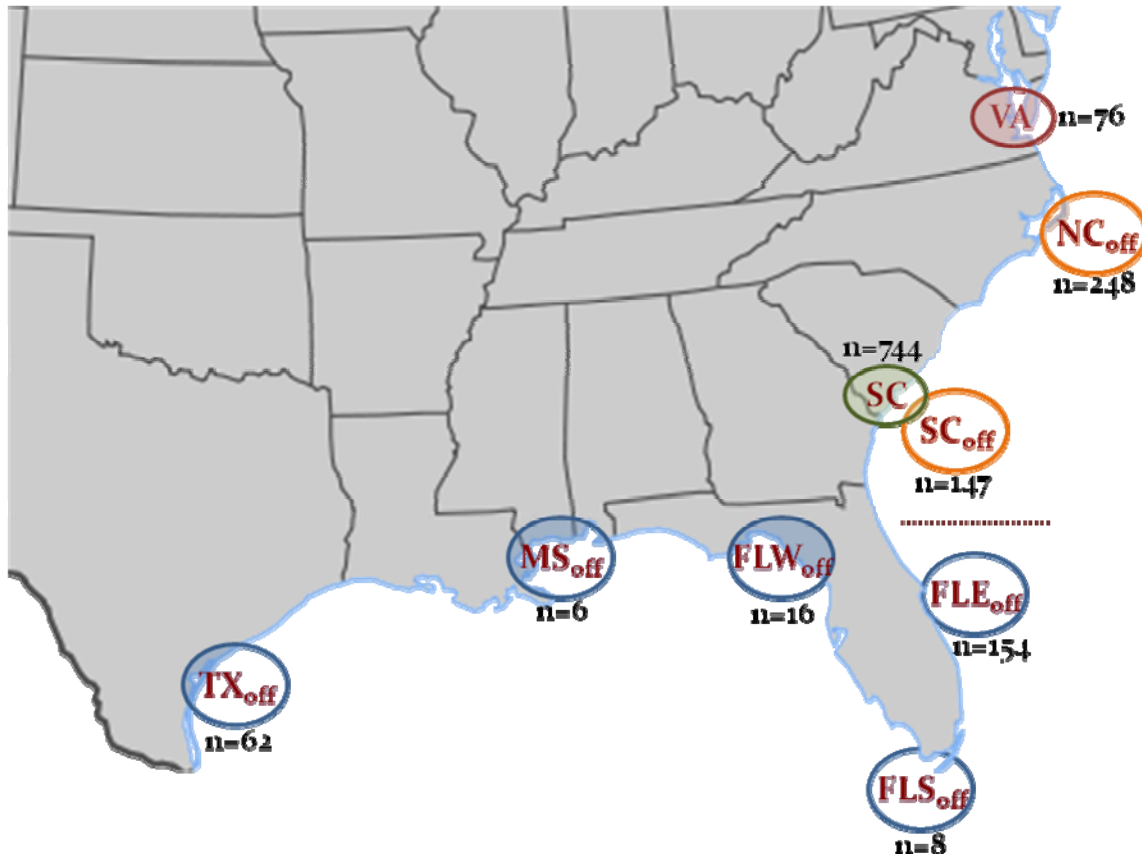 VA n=76
NCoff
n=248
n=744
SC
SCoff
n=147
MSoff
n=6
FLWoff
n=16
FLEoff
n=154
TXoff
n=62
FLSoff
n=8